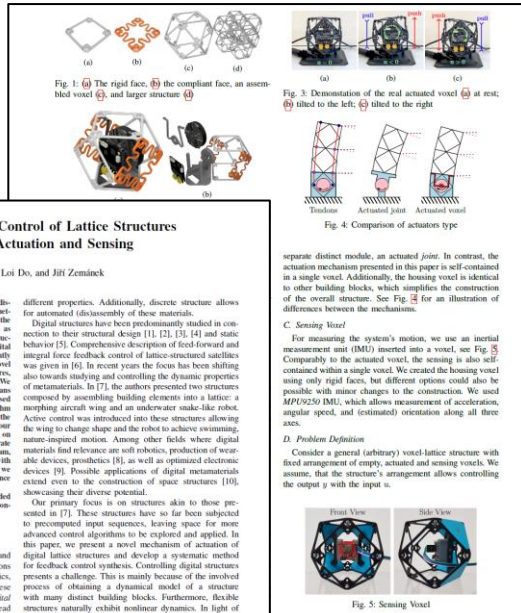 (a) (b) (c) (d)
Fig. 1: (a) The rigid face, (b) the compliant face, an assem-
bled voxel (c), and larger structure (d)
(b)
pull push push pull
(a) (b) (c)
Fig. 3: Demonstation of the real actuated voxel (a) at rest;
(b) tilted to the left; (c) tilted to the right
Tendons Actuated joint Actuated voxel
Fig. 4: Comparison of actuators type
Control of Lattice Structures
Actuation and Sensing
Loi Do, and Jiří Zemánek
different properties. Additionally, discrete structure allows
for automated (dis)assembly of these materials.
Digital structures have been predominantly studied in con-
nection to their structural design [1], [2], [3], [4] and static
behavior [5]. Comprehensive description of feed-forward and
integral force feedback control of lattice-structured satellites
was given in [6]. In recent years the focus has been shifting
also towards studying and controlling the dynamic properties
of metamaterials. In [7], the authors presented two structures
composed by assembling building elements into a lattice: a
morphing aircraft wing and an underwater snake-like robot.
Active control was introduced into these structures allowing
the wing to change shape and the robot to achieve swimming,
nature-inspired motion. Among other fields where digital
materials find relevance are soft robotics, production of wear-
able devices, prosthetics [8], as well as optimized electronic
devices [9]. Possible applications of digital metamaterials
extend even to the construction of space structures [10],
showcasing their diverse potential.
Our primary focus is on structures akin to those pre-
sented in [7]. These structures have so far been subjected
to precomputed input sequences, leaving space for more
advanced control algorithms to be explored and applied. In
this paper, we present a novel mechanism of actuation of
digital lattice structures and develop a systematic method
for feedback control synthesis. Controlling digital structures
presents a challenge. This is mainly because of the involved
process of obtaining a dynamical model of a structure
with many distinct building blocks. Furthermore, flexible
structures naturally exhibit nonlinear dynamics. In light of
separate distinct module, an actuated joint. In contrast, the
actuation mechanism presented in this paper is self-contained
in a single voxel. Additionally, the housing voxel is identical
to other building blocks, which simplifies the construction
of the overall structure. See Fig. 4 for an illustration of
differences between the mechanisms.
C. Sensing Voxel
For measuring the system's motion, we use an inertial
measurement unit (IMU) inserted into a voxel, see Fig. 5.
Comparably to the actuated voxel, the sensing is also self-
contained within a single voxel. We created the housing voxel
using only rigid faces, but different options could also be
possible with minor changes to the construction. We used
MPU9250 IMU, which allows measurement of acceleration,
angular speed, and (estimated) orientation along all three
axes.
D. Problem Definition
Consider a general (arbitrary) voxel-lattice structure with
fixed arrangement of empty, actuated and sensing voxels. We
assume, that the structure's arrangement allows controlling
the output y with the input u.
Front View Side View
Fig. 5: Sensing Voxel